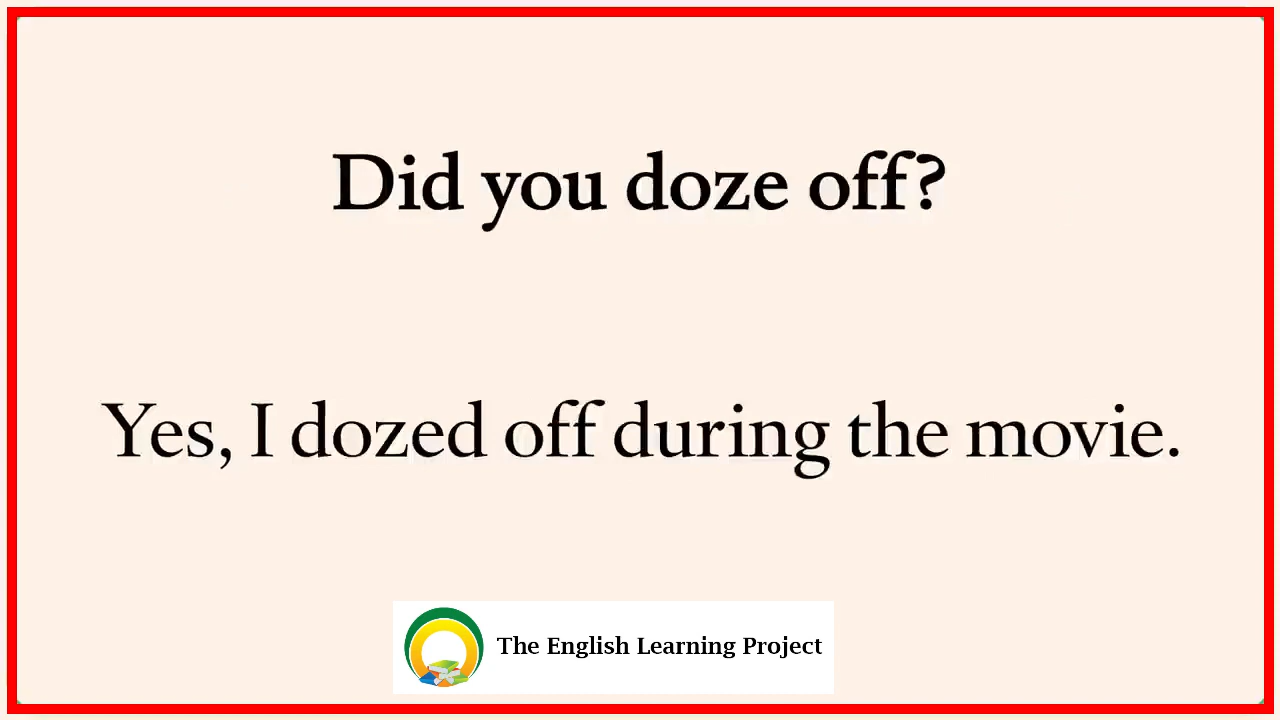 Did you doze off?
Yes, I dozed off during the movie.
The English Learning Project